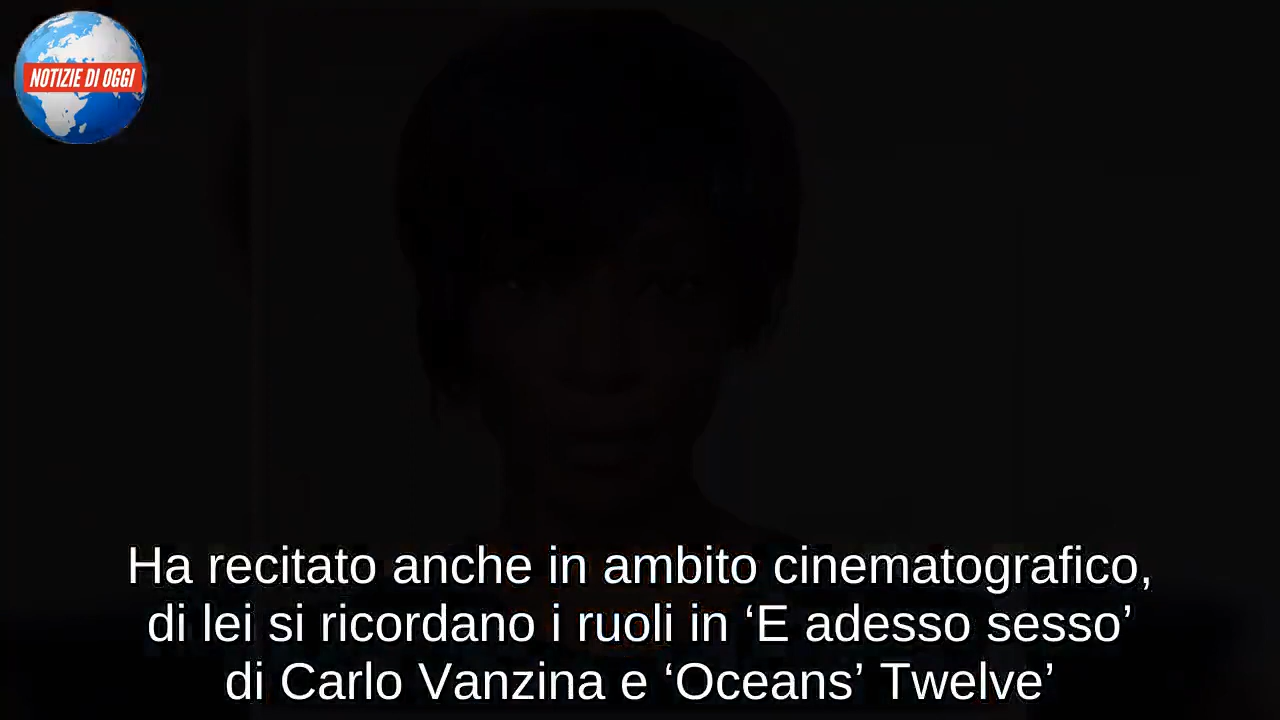 NOTIZIE DI OGGI
Ha recitato anche in ambito cinematografico,
di lei si ricordano i ruoli in ‘E adesso sesso’
di Carlo Vanzina e ‘Oceans’ Twelve’